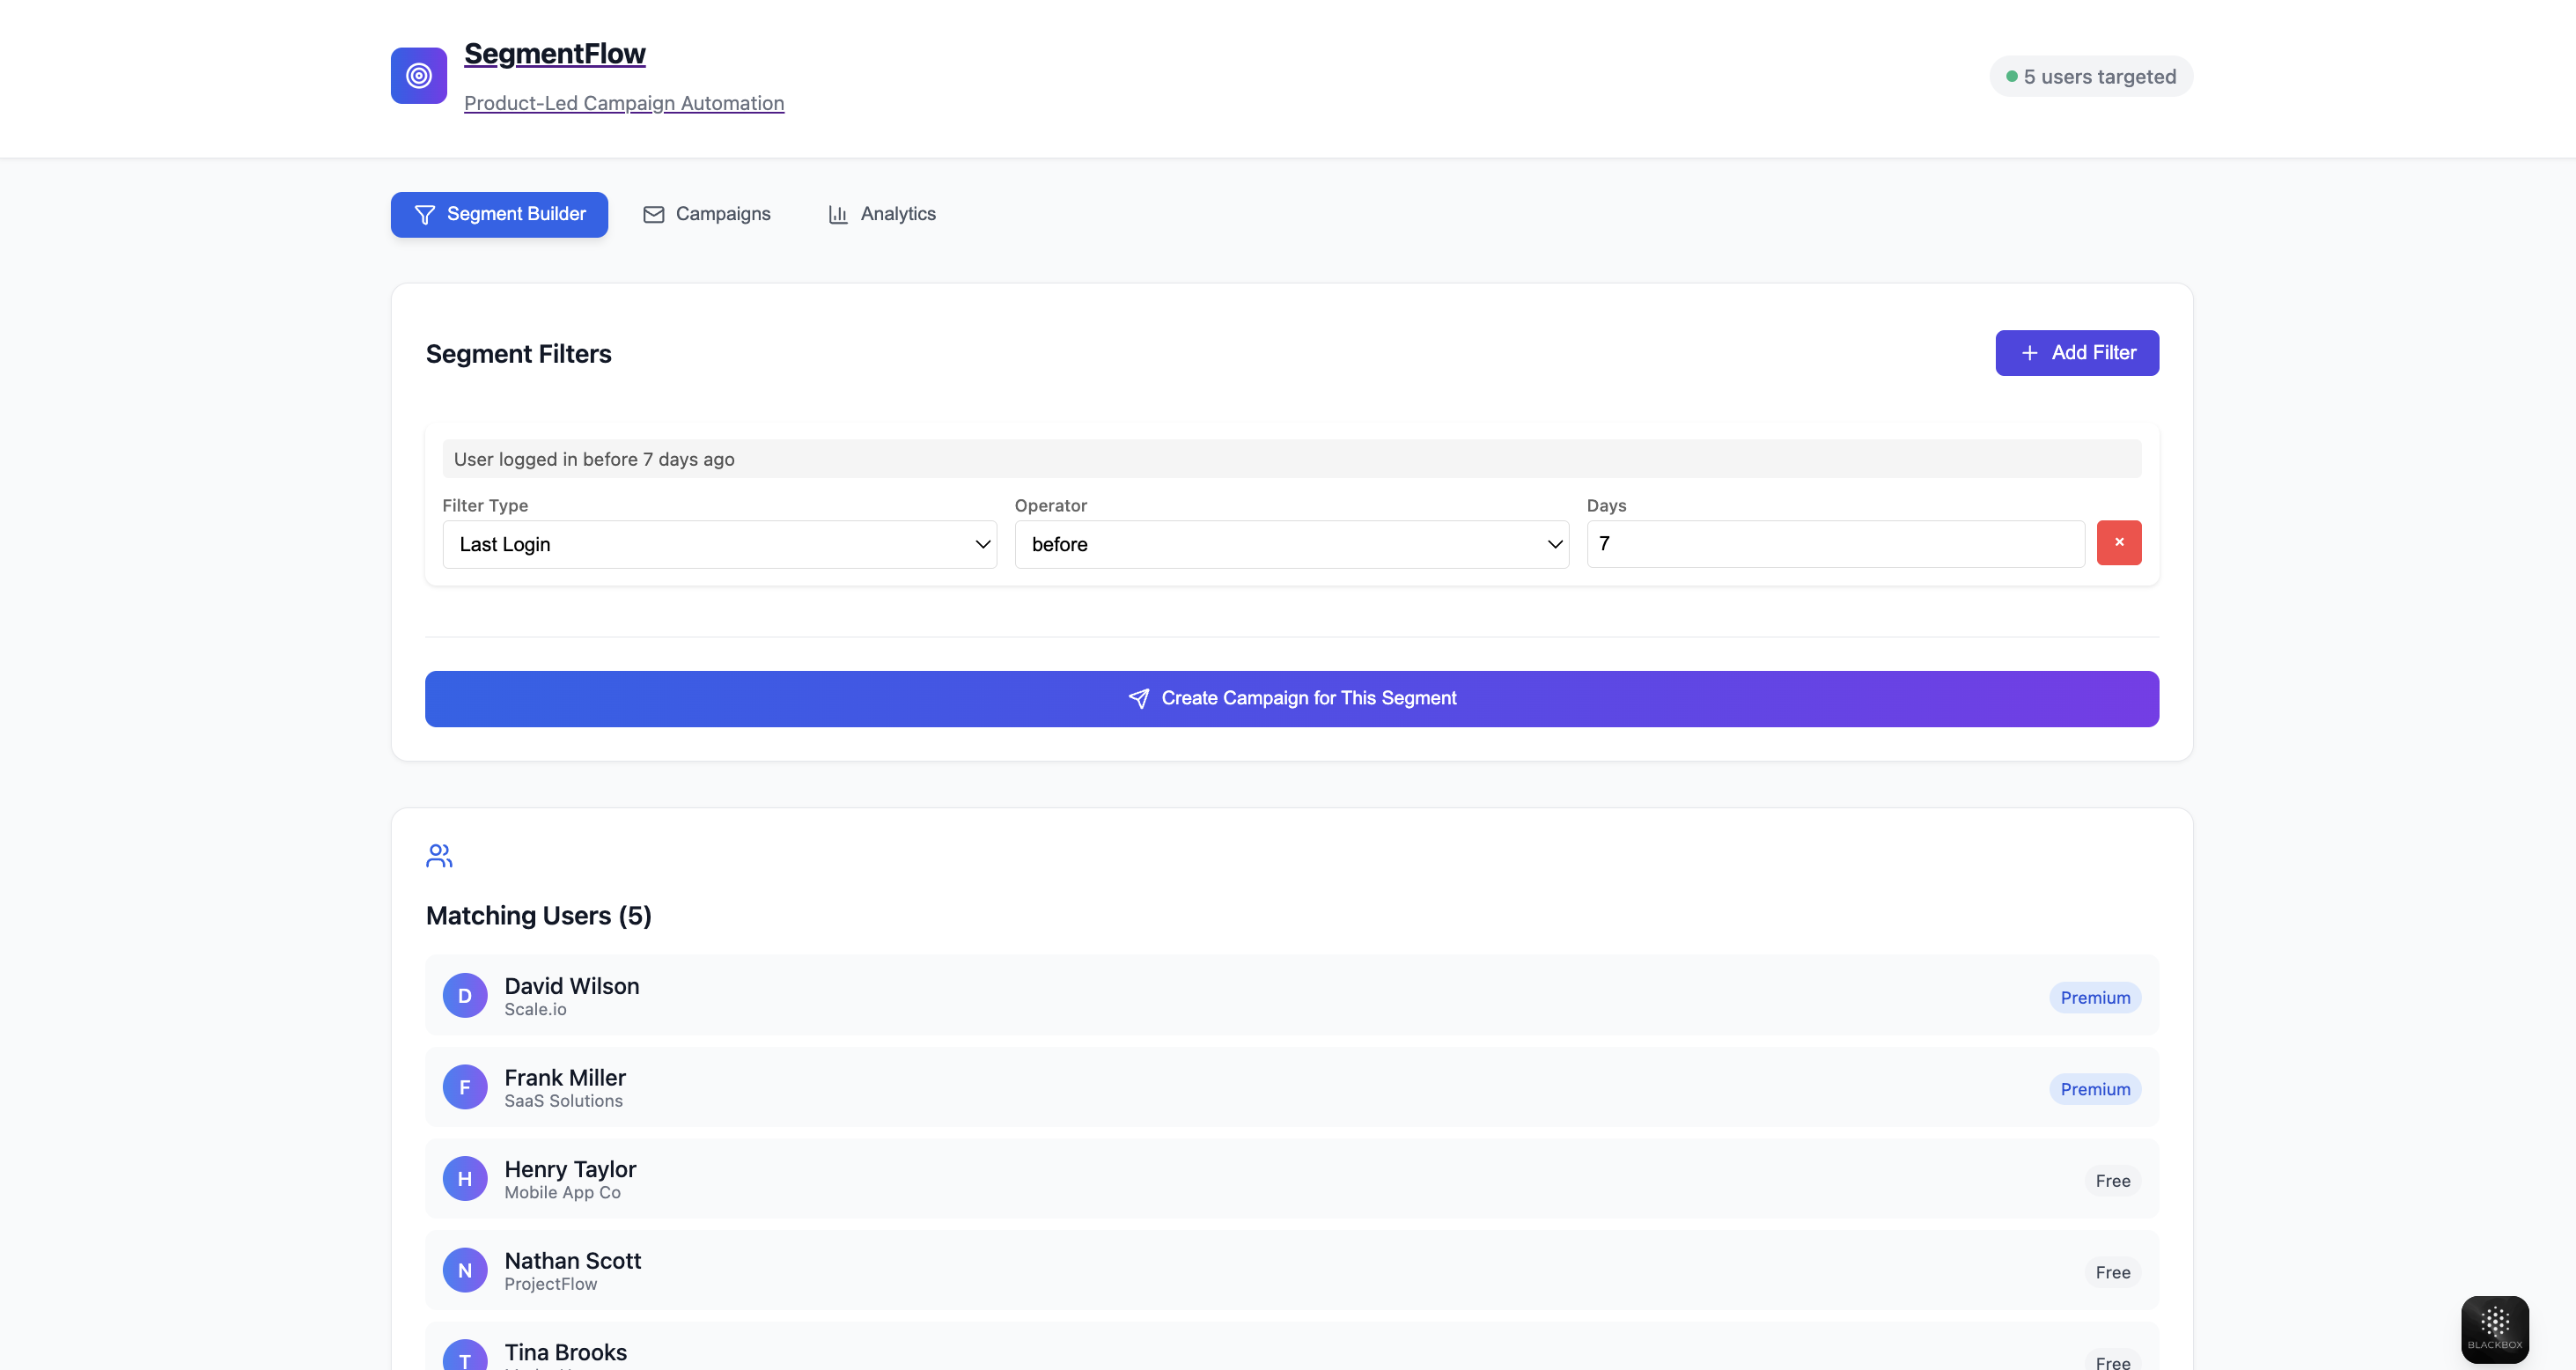 SegmentFlow
Product-Led Campaign Automation
5 users targeted
Segment Builder
Campaigns
Analytics
Segment Filters
Add Filter
User logged in before 7 days ago
Filter Type
Operator
Days
Last Login
before
7
×
Create Campaign for This Segment
Matching Users (5)
D
David Wilson
Scale.io
Premium
F
Frank Miller
SaaS Solutions
Premium
H
Henry Taylor
Mobile App Co
Free
N
Nathan Scott
ProjectFlow
Free
T
Tina Brooks
Free
BLACKBOX